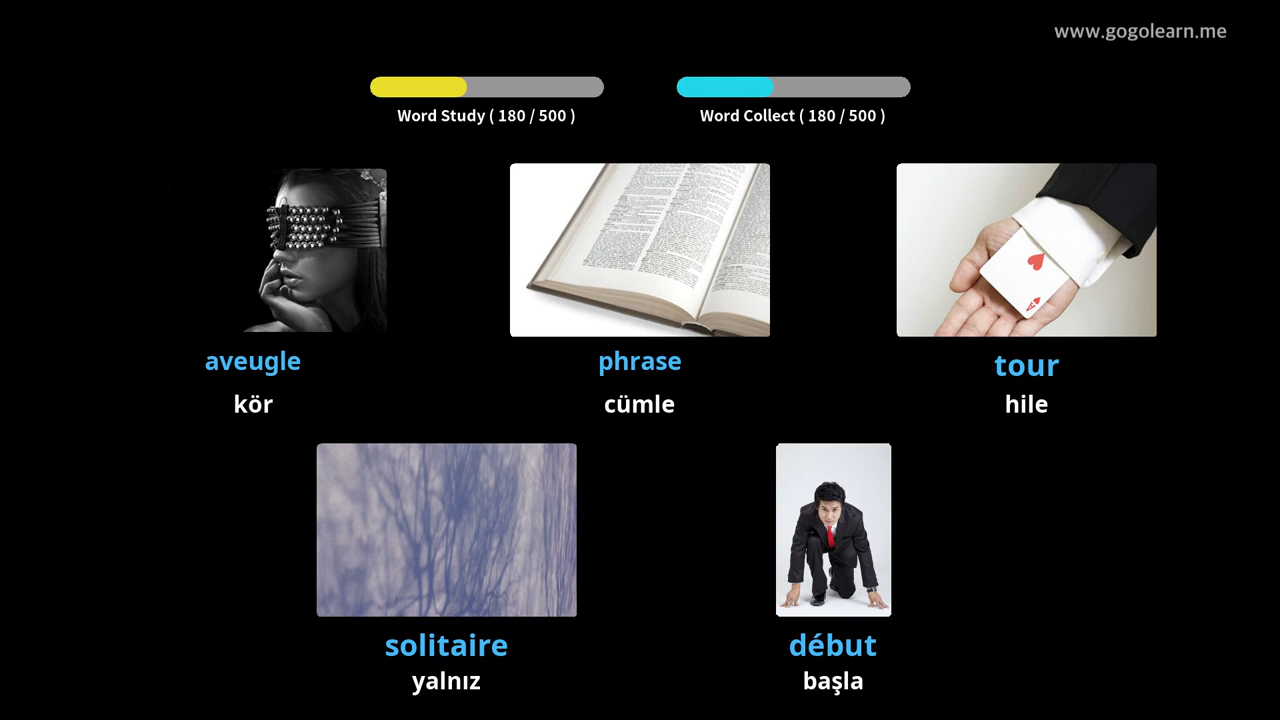 www.gogolearn.me
Word Study ( 180 / 500 )
Word Collect ( 180 / 500 )
aveugle
kör
phrase
cümle
tour
hile
solitaire
yalnız
début
başla